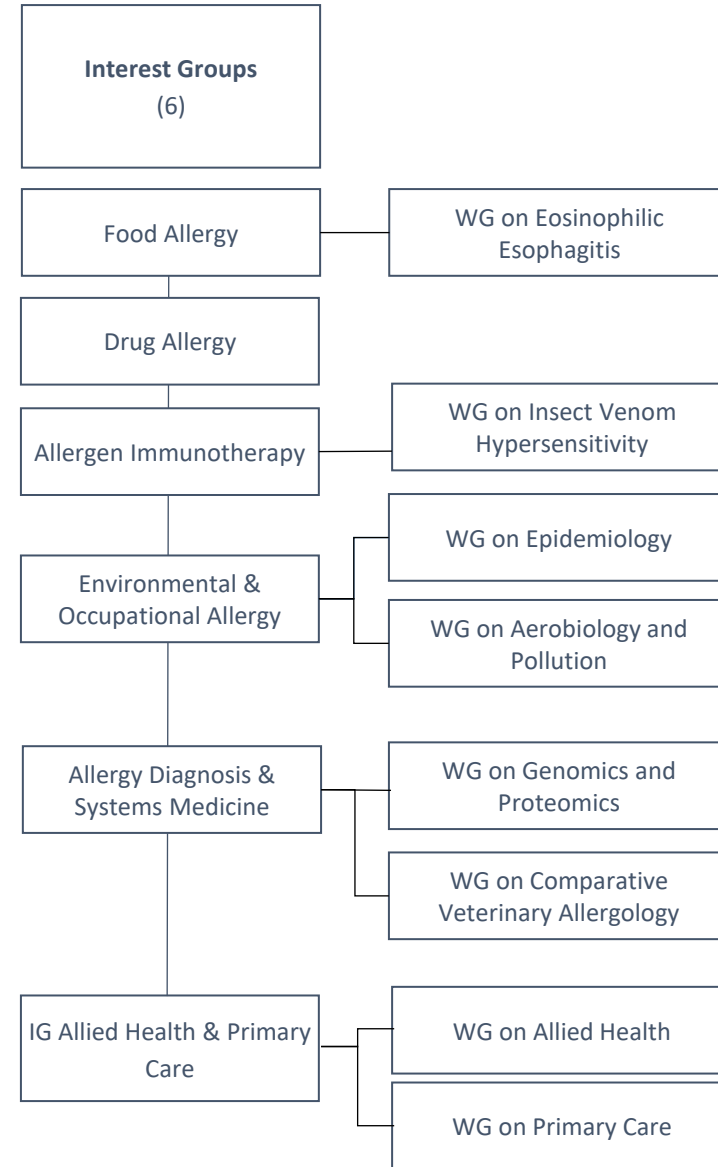 Interest Groups
(6)
Food Allergy
WG on Eosinophilic
Esophagitis
Drug Allergy
Allergen Immunotherapy
WG on Insect Venom
Hypersensitivity
Environmental &
Occupational Allergy
WG on Epidemiology
WG on Aerobiology and
Pollution
Allergy Diagnosis &
Systems Medicine
WG on Genomics and
Proteomics
WG on Comparative
Veterinary Allergology
IG Allied Health & Primary
Care
WG on Allied Health
WG on Primary Care